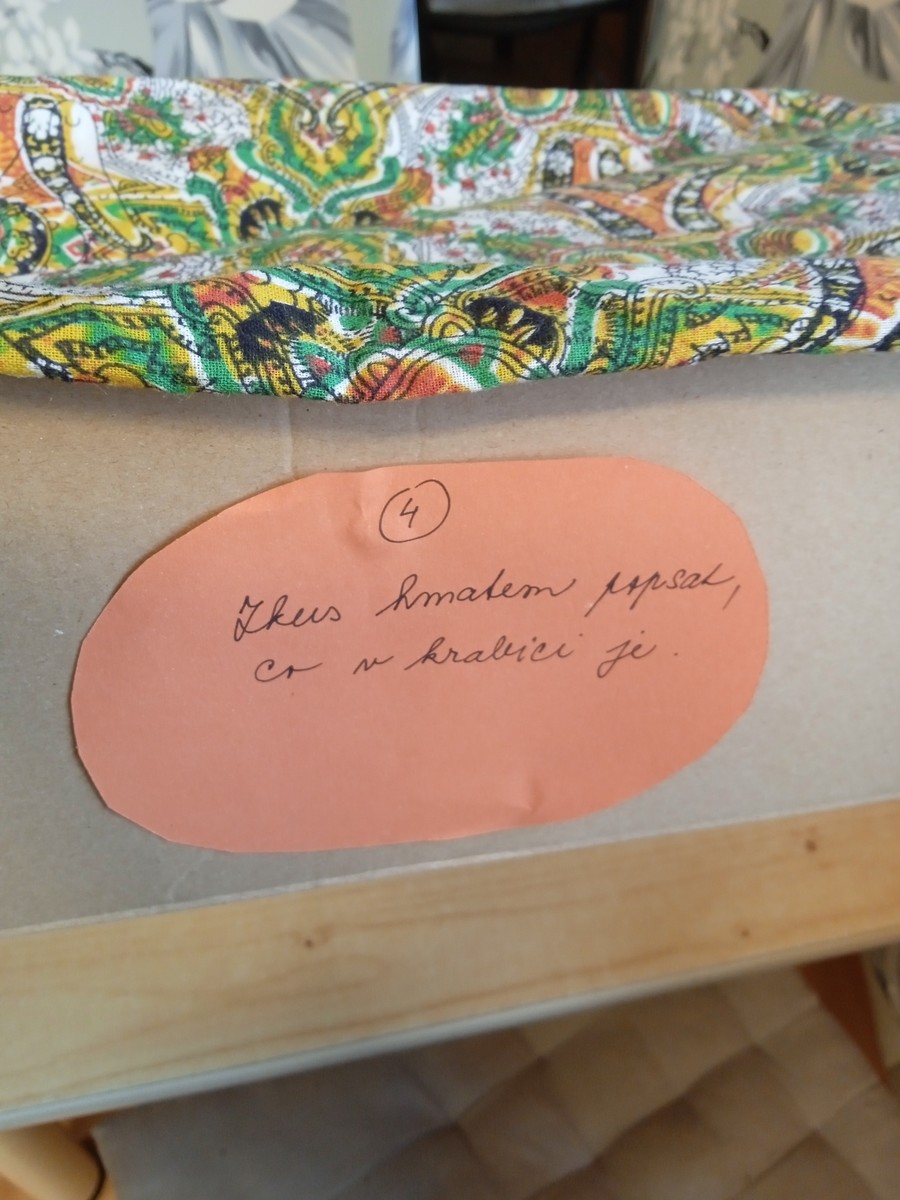 4
Zkus hmatem popsat,
co v krabici je.